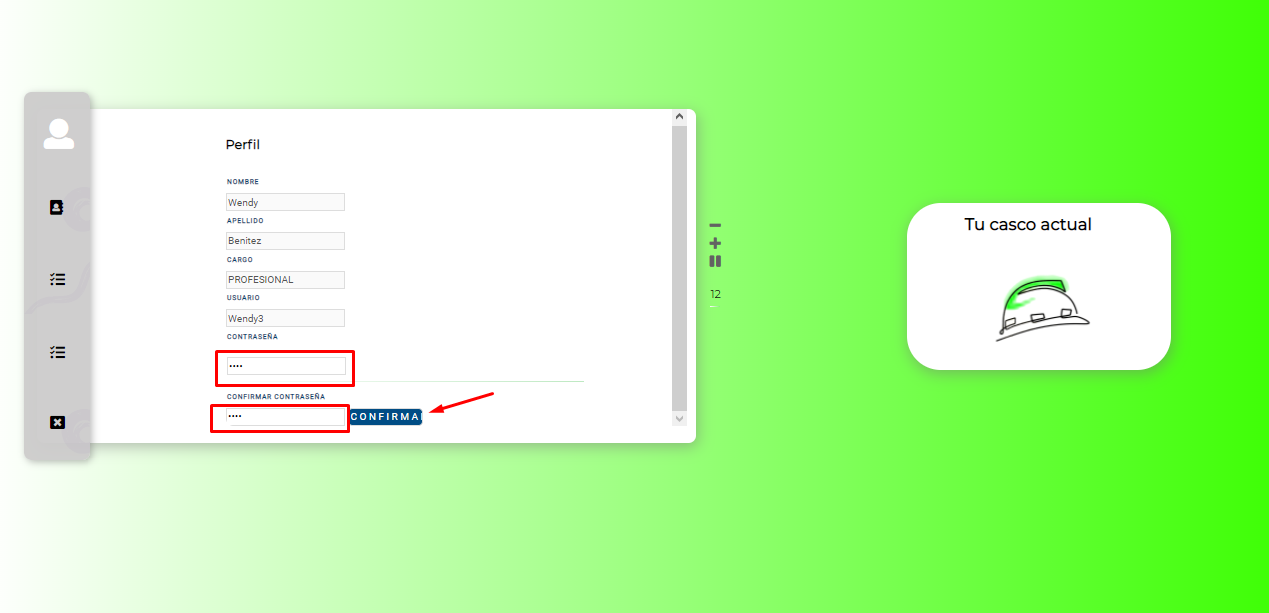 Perfil
NOMBRE
Wendy
APELLIDO
Benitez
CARGO
PROFESIONAL
USUARIO
Wendy3
CONTRASEÑA
••••
CONFIRMAR CONTRASEÑA
••••
CONFIRMA
12
Tu casco actual